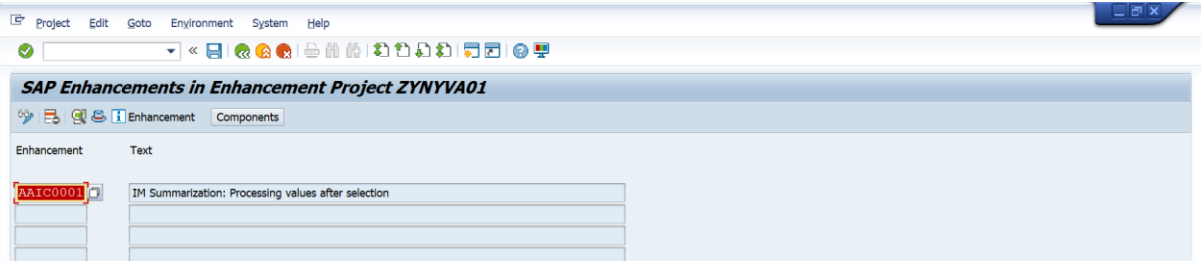 Project Edit Goto Environment System Help
SAP Enhancements in Enhancement Project ZYNYVA01
Enhancement Components
Enhancement Text
AAIC0001 IM Summarization: Processing values after selection